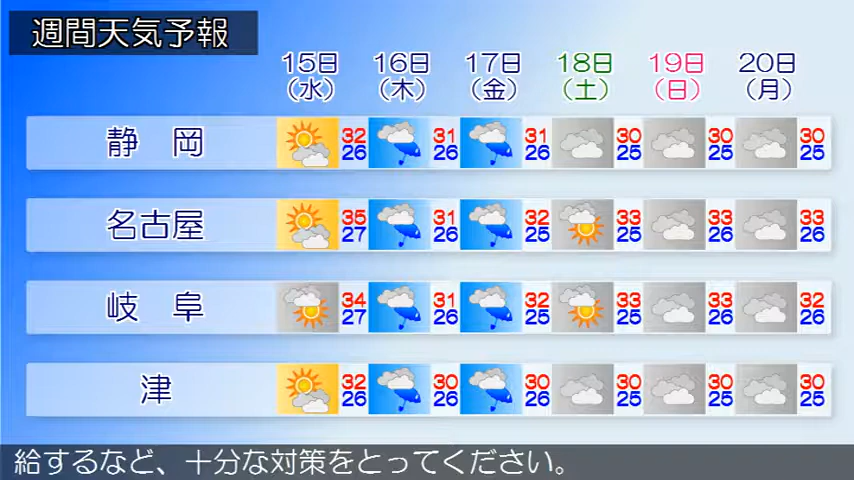 週間天気予報
15日 16日 17日 18日 19日 20日
（水） （木） （金） （土） （日） （月）
静岡 32 26 31 26 31 26 30 25 30 25 30 25
名古屋 35 27 31 26 32 25 33 25 33 26 33 26
岐阜 34 27 31 26 32 25 33 25 33 26 32 26
津 32 26 30 26 30 26 30 25 30 25 30 25
給するなど、十分な対策をとってください。